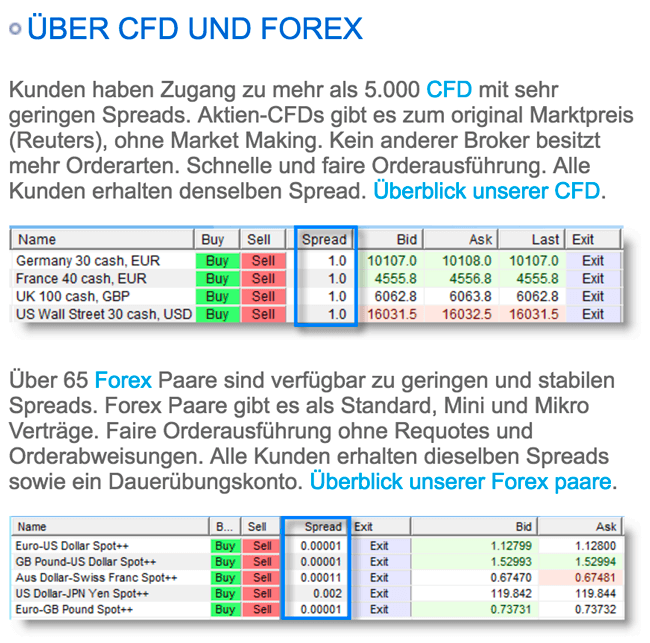 ÜBER CFD UND FOREX
Kunden haben Zugang zu mehr als 5.000 CFD mit sehr
geringen Spreads. Aktien-CFDs gibt es zum original Marktpreis
(Reuters), ohne Market Making. Kein anderer Broker besitzt
mehr Orderarten. Schnelle und faire Orderausführung. Alle
Kunden erhalten denselben Spread. Überblick unserer CFD.
Name Buy Sell Spread Bid Ask Last Exit
Germany 30 cash, EUR Buy Sell 1.0 10107.0 10108.0 10107.0 Exit
France 40 cash, EUR Buy Sell 1.0 4555.8 4556.8 4555.8 Exit
UK 100 cash, GBP Buy Sell 1.0 6062.8 6063.8 6062.8 Exit
US Wall Street 30 cash, USD Buy Sell 1.0 16031.5 16032.5 16031.5 Exit
Über 65 Forex Paare sind verfügbar zu geringen und stabilen
Spreads. Forex Paare gibt es als Standard, Mini und Mikro
Verträge. Faire Orderausführung ohne Requotes und
Orderabweisungen. Alle Kunden erhalten dieselben Spreads
sowie ein Dauerübungskonto. Überblick unserer Forex paare.
Name B... Sell Spread Exit Bid Ask
Euro-US Dollar Spot++ Buy Sell 0.00001 Exit 1.12799 1.12800
GB Pound-US Dollar Spot++ Buy Sell 0.00001 Exit 1.52993 1.52994
Aus Dollar-Swiss Franc Spot++ Buy Sell 0.00011 Exit 0.67470 0.67481
US Dollar-JPN Yen Spot++ Buy Sell 0.002 Exit 119.842 119.844
Euro-GB Pound Spot++ Buy Sell 0.00001 Exit 0.73731 0.73732